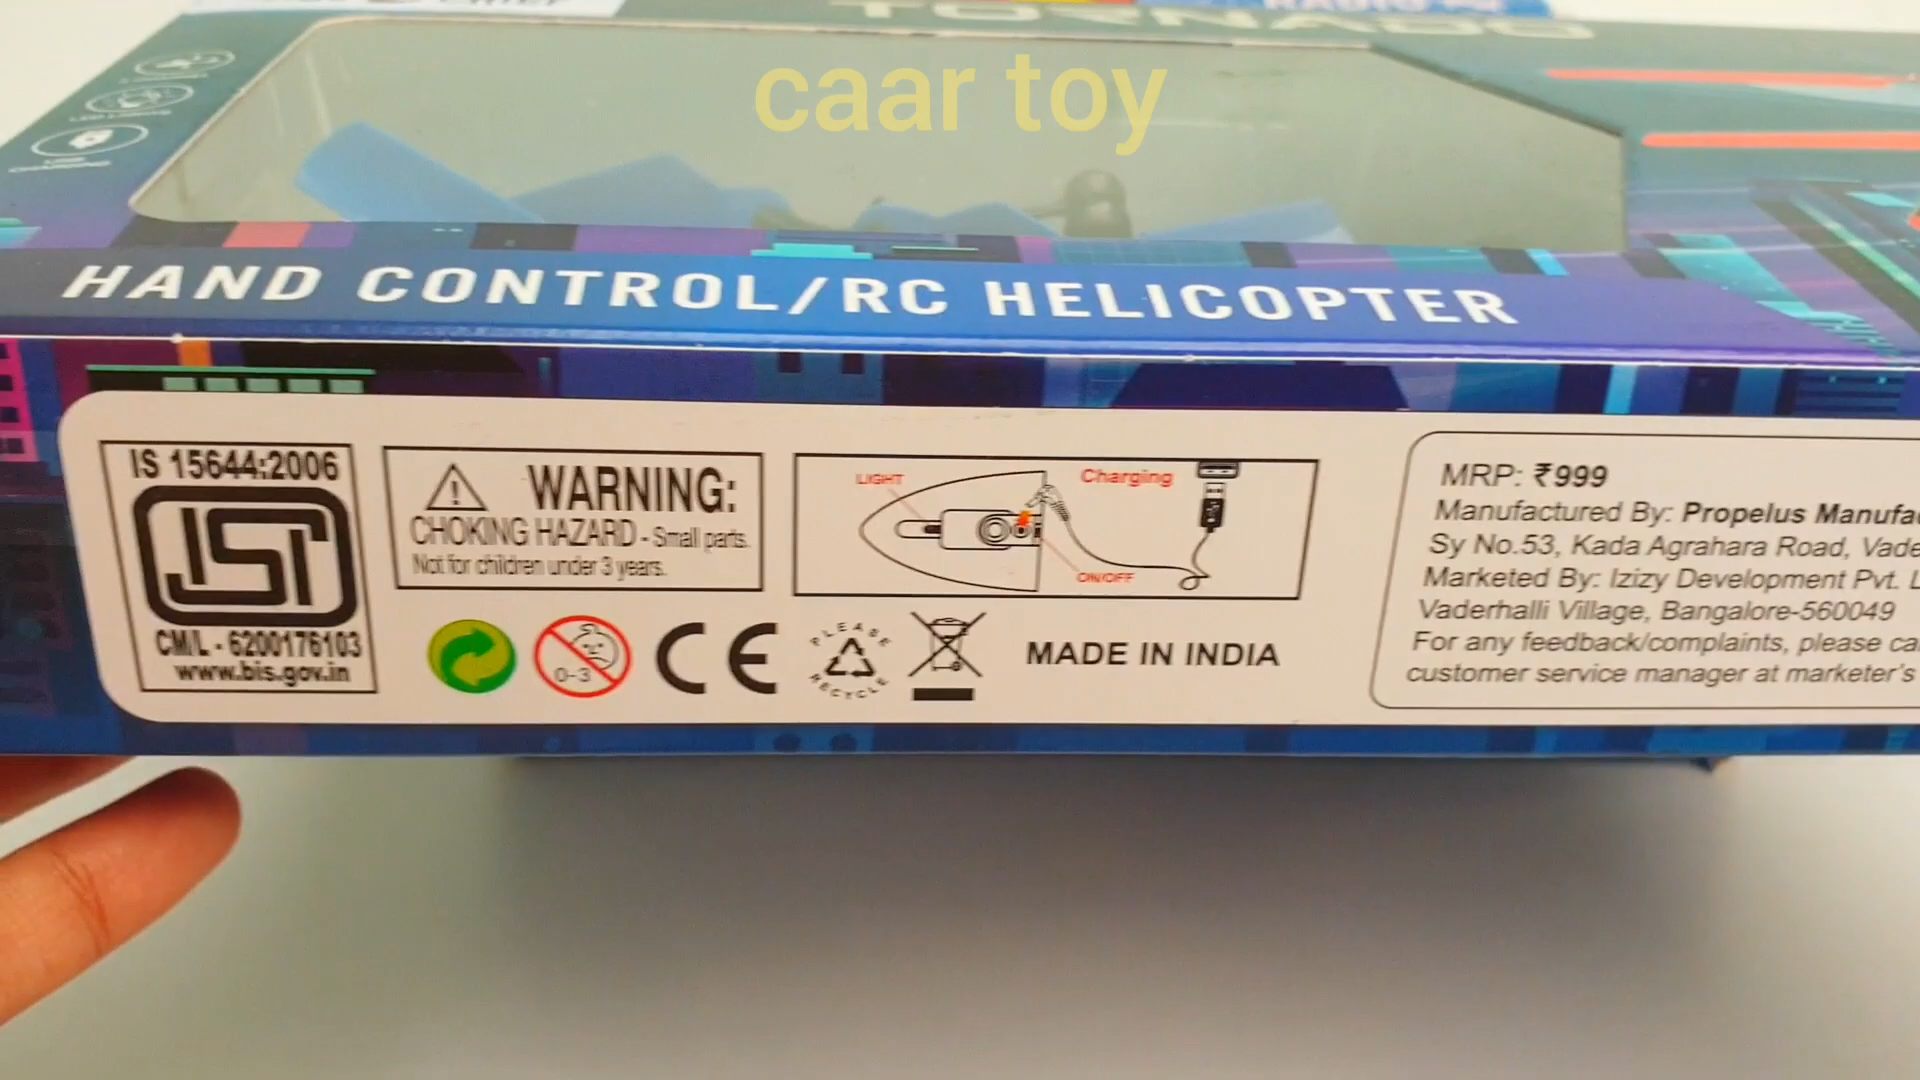 TORNADO
caar toy
HAND CONTROL/RC HELICOPTER
IS 15644:2006
CM/L - 6200176103
www.bis.gov.in
WARNING:
CHOKING HAZARD - Small parts.
Not for children under 3 years.
LIGHT
Charging
ON/OFF
0-3
CE
PLEASE
RECYCLE
MADE IN INDIA
MRP: ₹999
Manufactured By: Propelus
Sy No.53, Kada Agrahara Road,
Marketed By: Izizy Development Pvt.
Vaderhalli Village, Bangalore-560049
For any feedback/complaints, please
customer service manager at marketer's